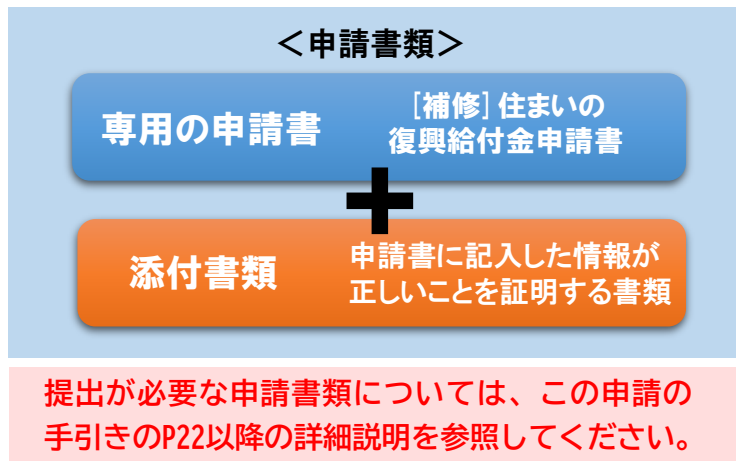 ＜申請書類＞
専用の申請書
［補修］住まいの
復興給付金申請書
＋
添付書類
申請書に記入した情報が
正しいことを証明する書類
提出が必要な申請書類については、この申請の
手引きのP22以降の詳細説明を参照してください。